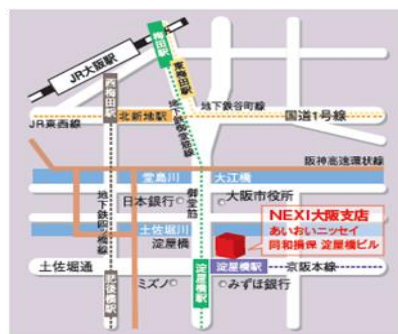 JR大阪駅
梅田駅
東梅田駅
西梅田駅
北新地駅
地下鉄御堂筋線
地下鉄谷町線
国道1号線
JR東西線
阪神高速環状線
堂島川
大江橋
地下鉄四つ橋線
日本銀行
御堂筋
大阪市役所
土佐堀川
淀屋橋
NEXI大阪支店
あいおいニッセイ
同和損保 淀屋橋ビル
土佐堀通
肥後橋駅
淀屋橋駅
淀屋橋駅
京阪本線
ミズノ
みずほ銀行